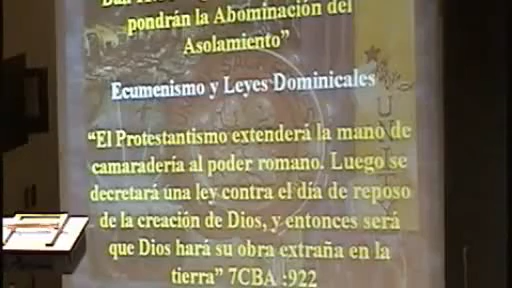 pondrán la Abominación del
Asolamiento”
Ecumenismo y Leyes Dominicales
“El Protestantismo extenderá la mano de
camaradería al poder romano. Luego se
decretará una ley contra el día de reposo
de la creación de Dios, y entonces será
que Dios hará su obra extraña en la
tierra” 7CBA :922
UNITY